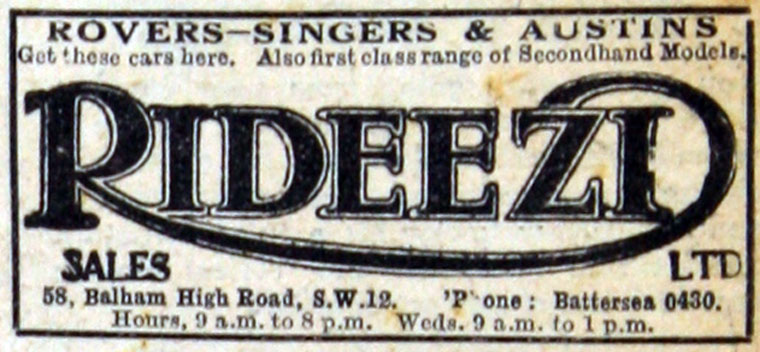 ROVERS—SINGERS & AUSTINS
Get these cars here. Also first class range of Secondhand Models.
RIDEEZI
SALES LTD
58, Balham High Road, S.W.12. 'Phone: Battersea 0430.
Hours, 9 a.m. to 8 p.m. Weds. 9 a.m. to 1 p.m.